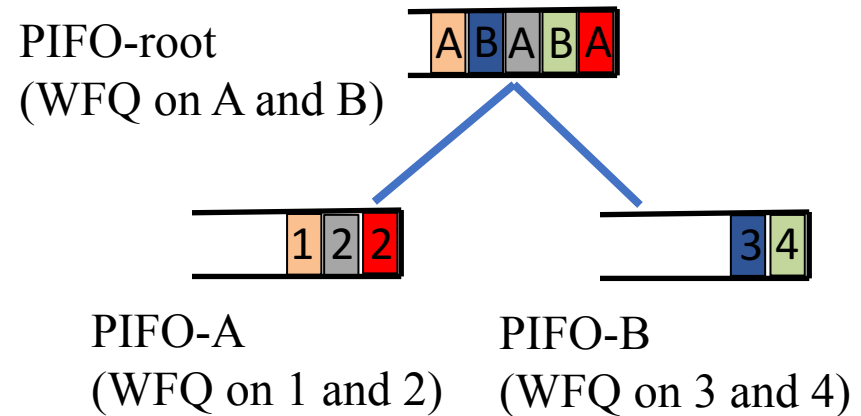 PIFO-root
(WFQ on A and B)
A B A B A
1 2 2
3 4
PIFO-A
(WFQ on 1 and 2)
PIFO-B
(WFQ on 3 and 4)